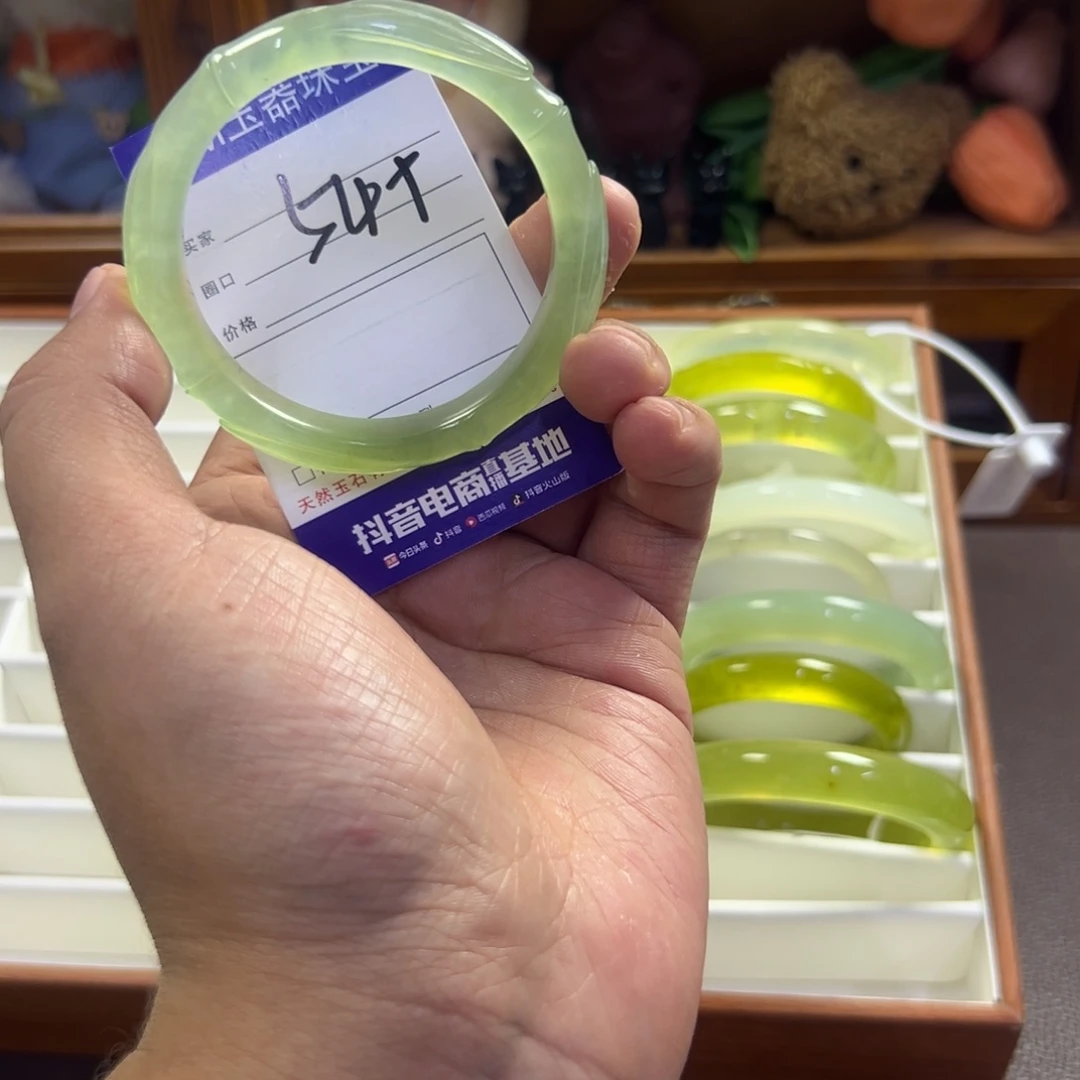 玉器珠宝
54+
买家
圈口
价格
天然玉石
抖音电商直播基地
今日头条 抖音 西瓜视频 抖音火山版